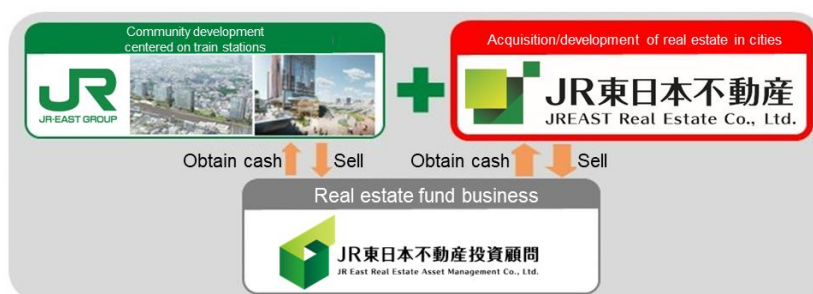 Community development
centered on train stations
JR
JR-EAST GROUP
Acquisition/development of real estate in cities
JR東日本不動産
JREAST Real Estate Co., Ltd.
Obtain cash
Sell
Obtain cash
Sell
Real estate fund business
JR東日本不動産投資顧問
JR East Real Estate Asset Management Co., Ltd.